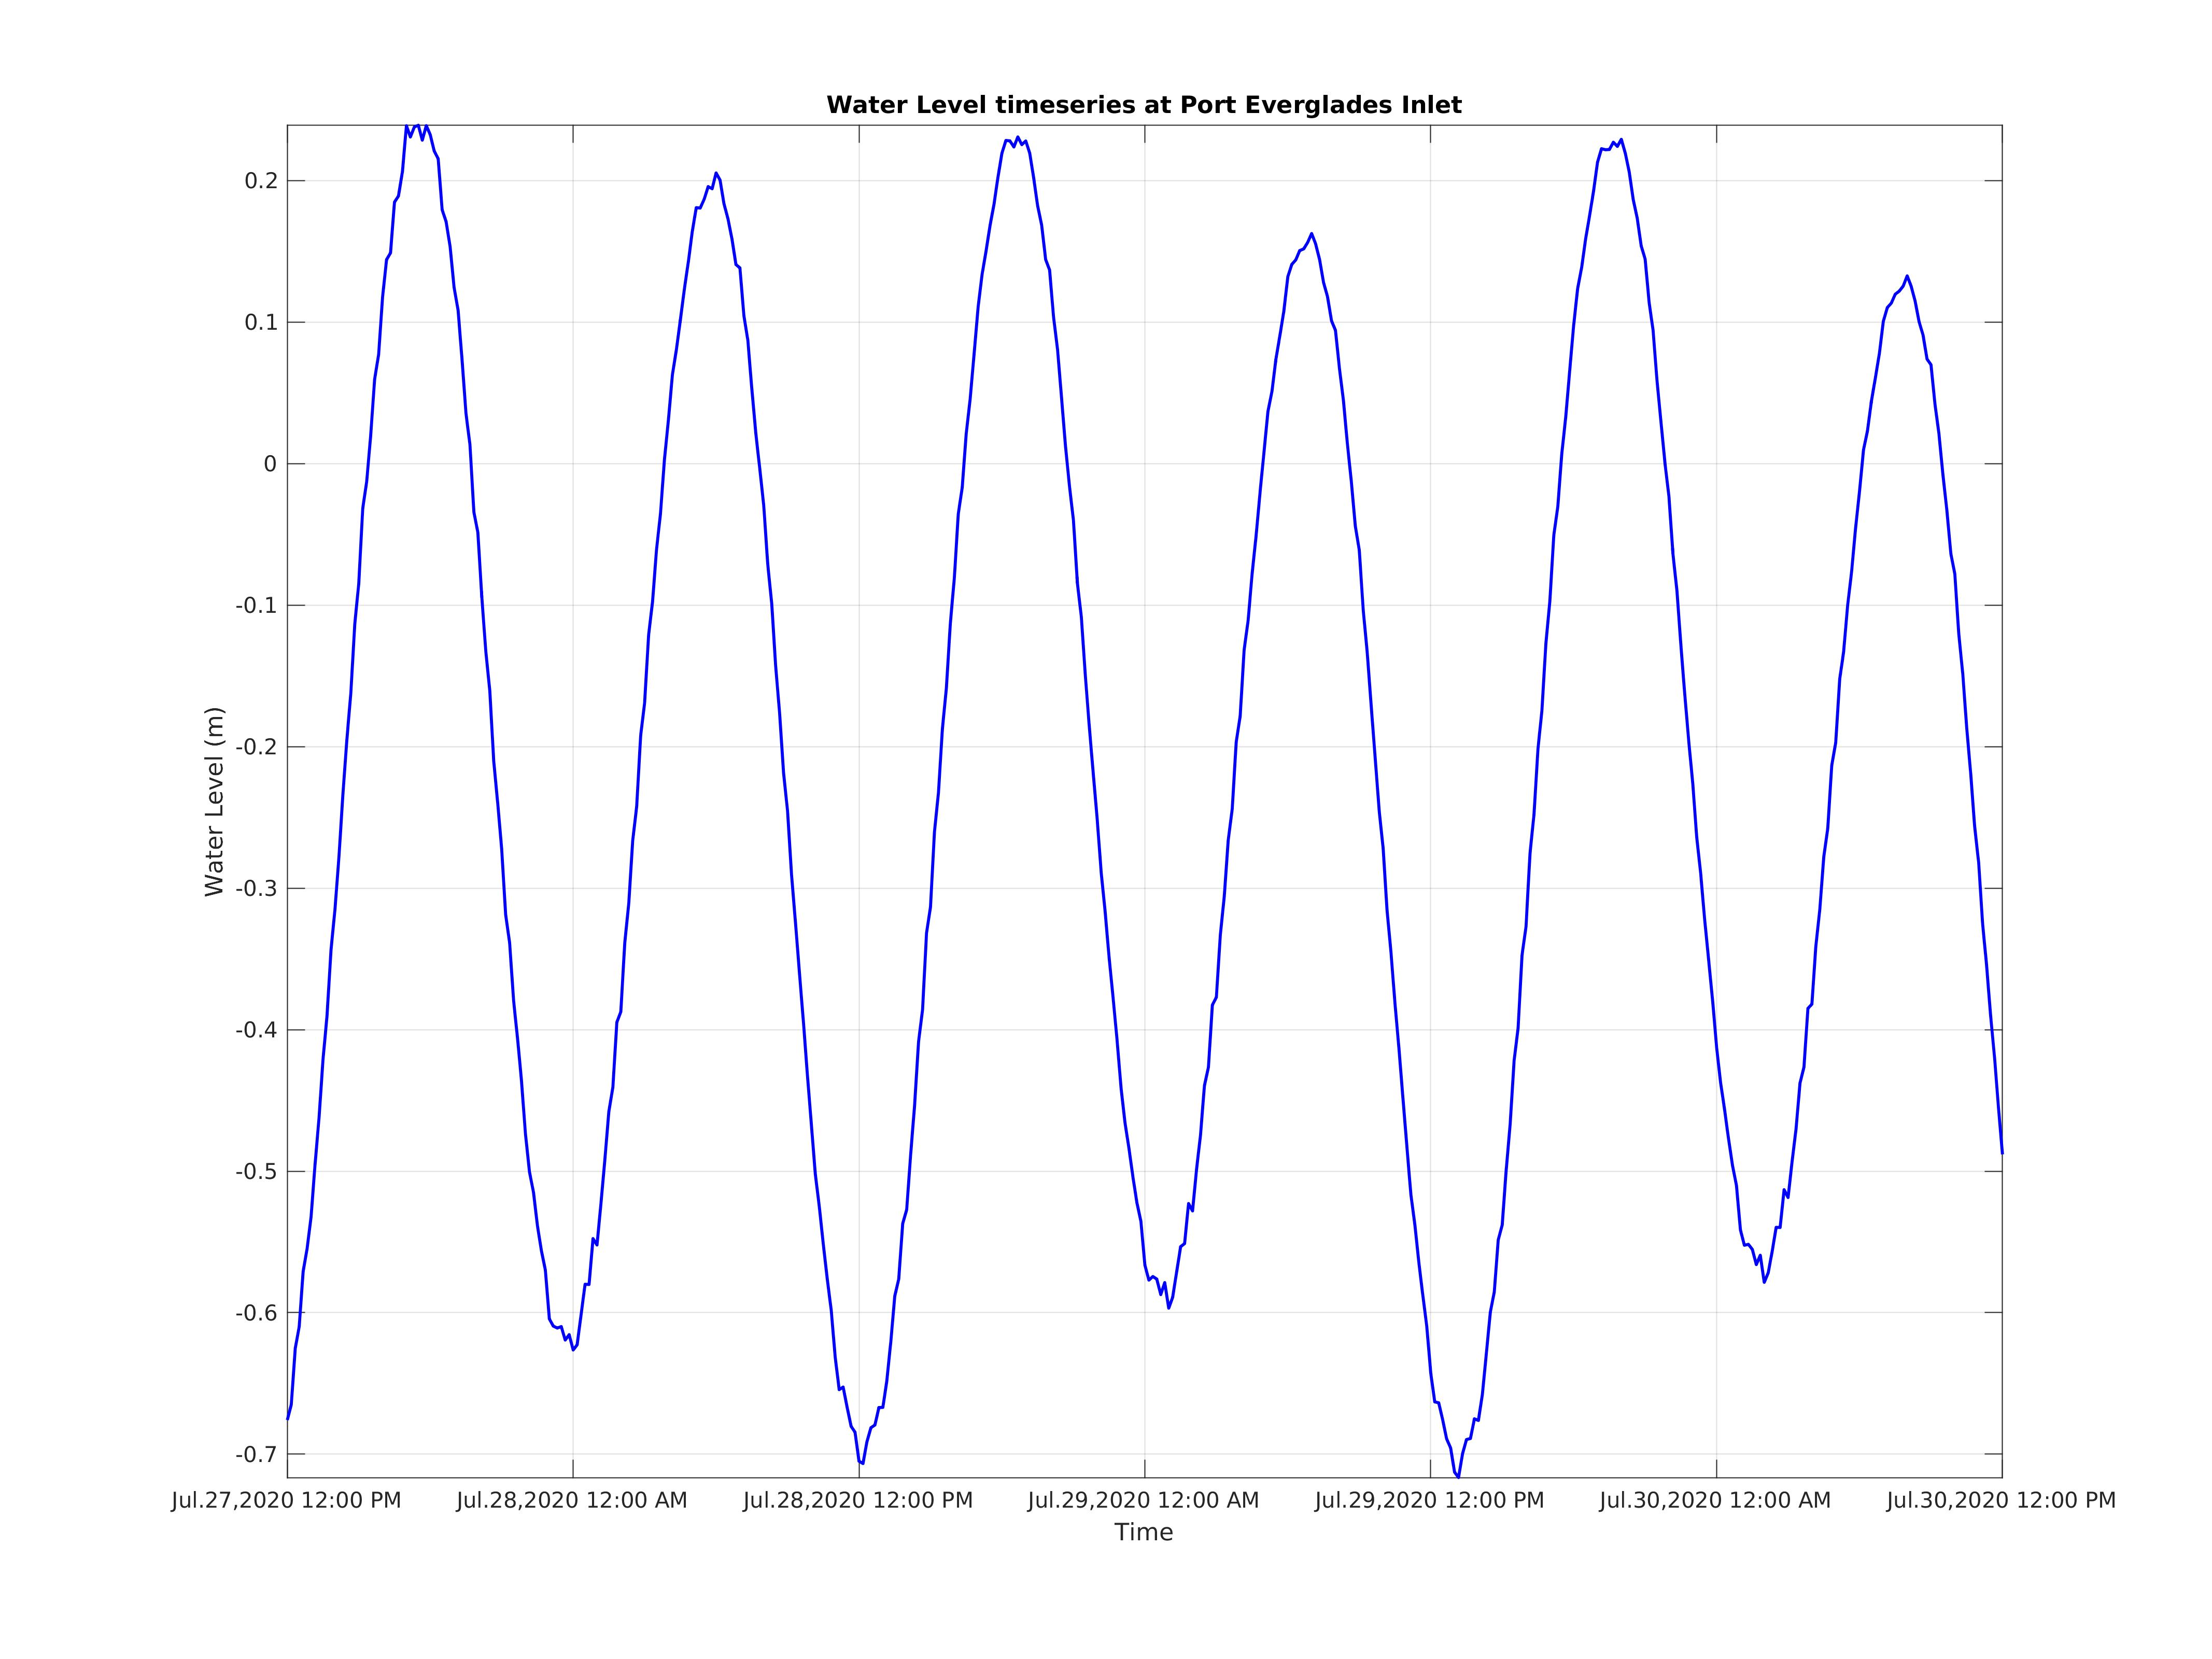 Water Level timeseries at Port Everglades Inlet
Water Level (m)
0.2
0.1
0
-0.1
-0.2
-0.3
-0.4
-0.5
-0.6
-0.7
Jul.27,2020 12:00 PM Jul.28,2020 12:00 AM Jul.28,2020 12:00 PM Jul.29,2020 12:00 AM Jul.29,2020 12:00 PM Jul.30,2020 12:00 AM Jul.30,2020 12:00 PM
Time